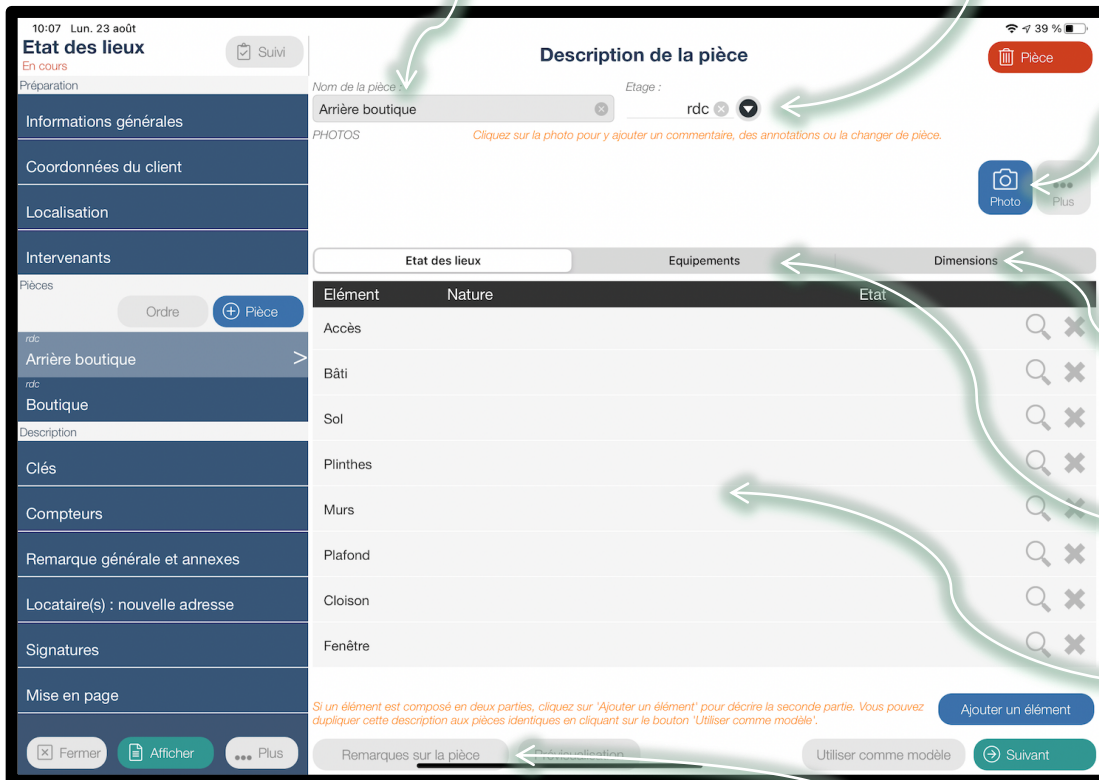 10:07 Lun. 23 août
39 %
Etat des lieux
En cours
Suivi
Description de la pièce
Pièce
Préparation
Informations générales
Coordonnées du client
Localisation
Intervenants
Nom de la pièce :
Etage :
Arrière boutique
rdc
PHOTOS
Cliquez sur la photo pour y ajouter un commentaire, des annotations ou la changer de pièce.
Photo
Plus
Pièces
Ordre
Pièce
rdc
Arrière boutique >
rdc
Boutique
Description
Clés
Compteurs
Remarque générale et annexes
Locataire(s) : nouvelle adresse
Signatures
Mise en page
Fermer
Afficher
Plus
Etat des lieux
Equipements
Dimensions
Elément Nature Etat
Accès
Bâti
Sol
Plinthes
Murs
Plafond
Cloison
Fenêtre
Si un élément est composé en deux parties, cliquez sur 'Ajouter un élément' pour décrire la seconde partie. Vous pouvez
dupliquer cette description aux pièces identiques en cliquant sur le bouton 'Utiliser comme modèle'.
Ajouter un élément
Remarques sur la pièce
Prévisualisation
Utiliser comme modèle
Suivant